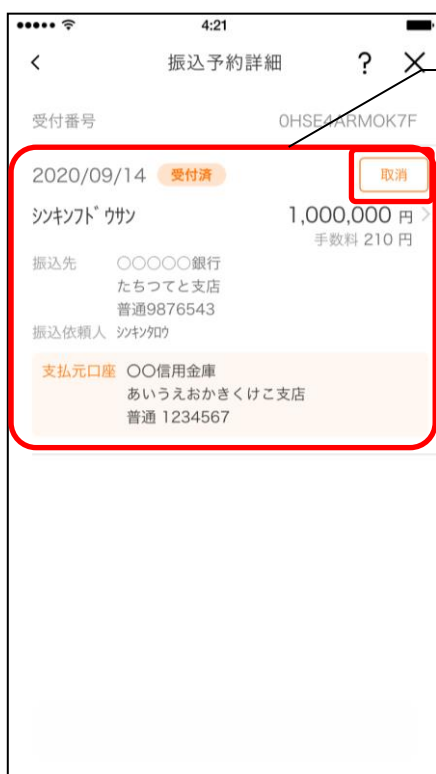 4:21
振込予約詳細 ?
受付番号 0HSE4ARMOK7F
2020/09/14 受付済 取消
ｼﾝｷﾝﾌﾄﾞｳｻﾝ 1,000,000 円
手数料 210 円
振込先 ○○○○○銀行
たちつてと支店
普通9876543
振込依頼人 ｼﾝｷﾝﾀﾛｳ
支払元口座 ○○信用金庫
あいうえおかきくけこ支店
普通 1234567